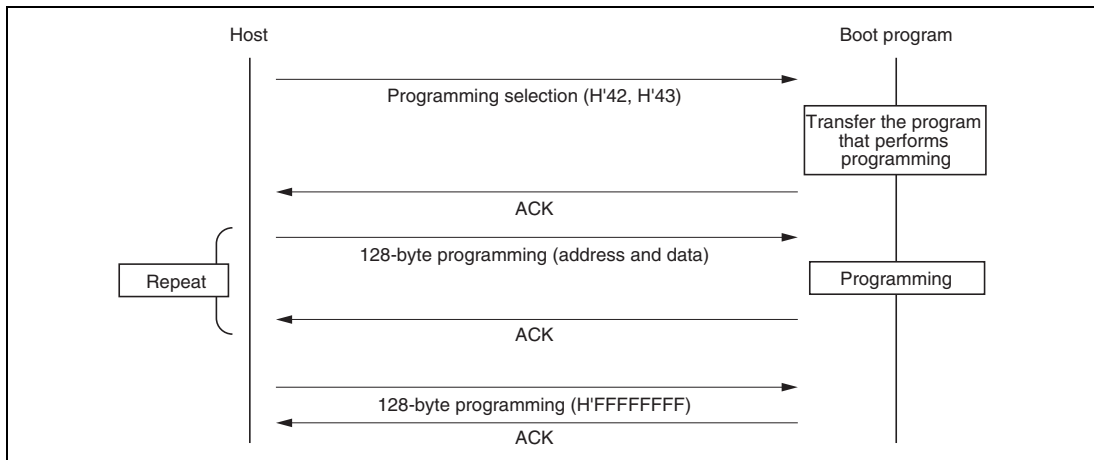 Host
Boot program
Programming selection (H'42, H'43)
Transfer the program
that performs
programming
ACK
128-byte programming (address and data)
Repeat
Programming
ACK
128-byte programming (H'FFFFFFFF)
ACK